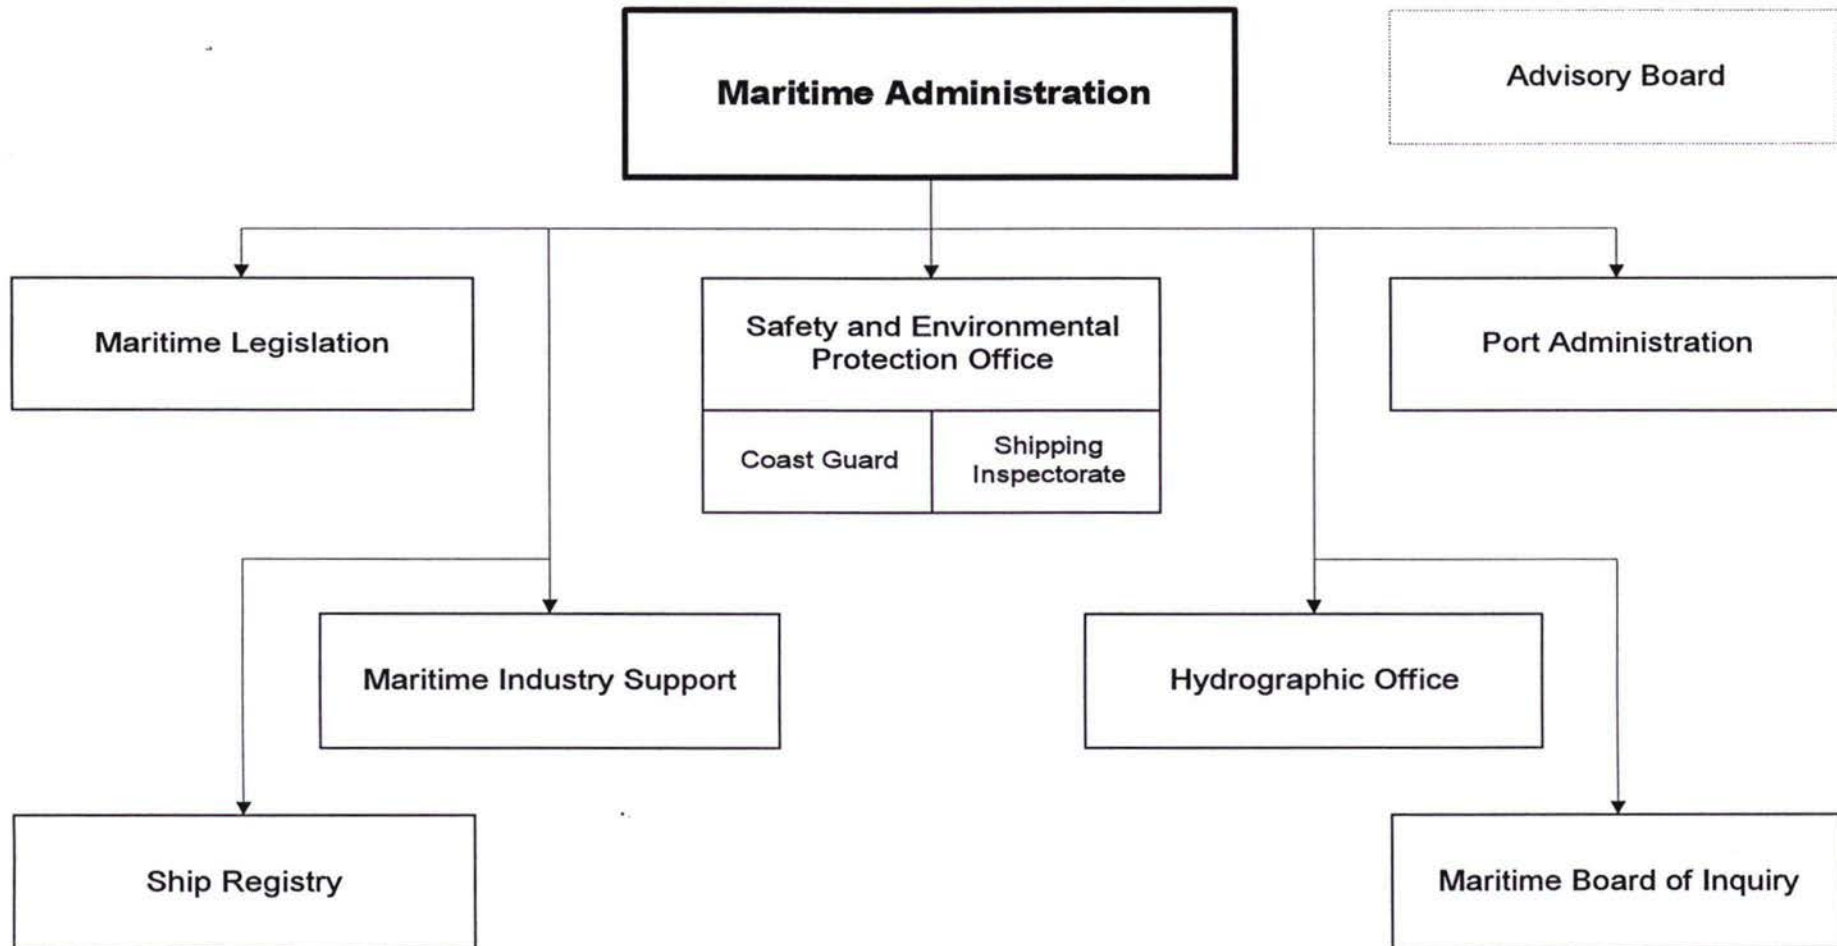 Maritime Administration
Advisory Board
Maritime Legislation
Safety and Environmental
Protection Office
Port Administration
Coast Guard
Shipping
Inspectorate
Maritime Industry Support
Hydrographic Office
Ship Registry
Maritime Board of Inquiry